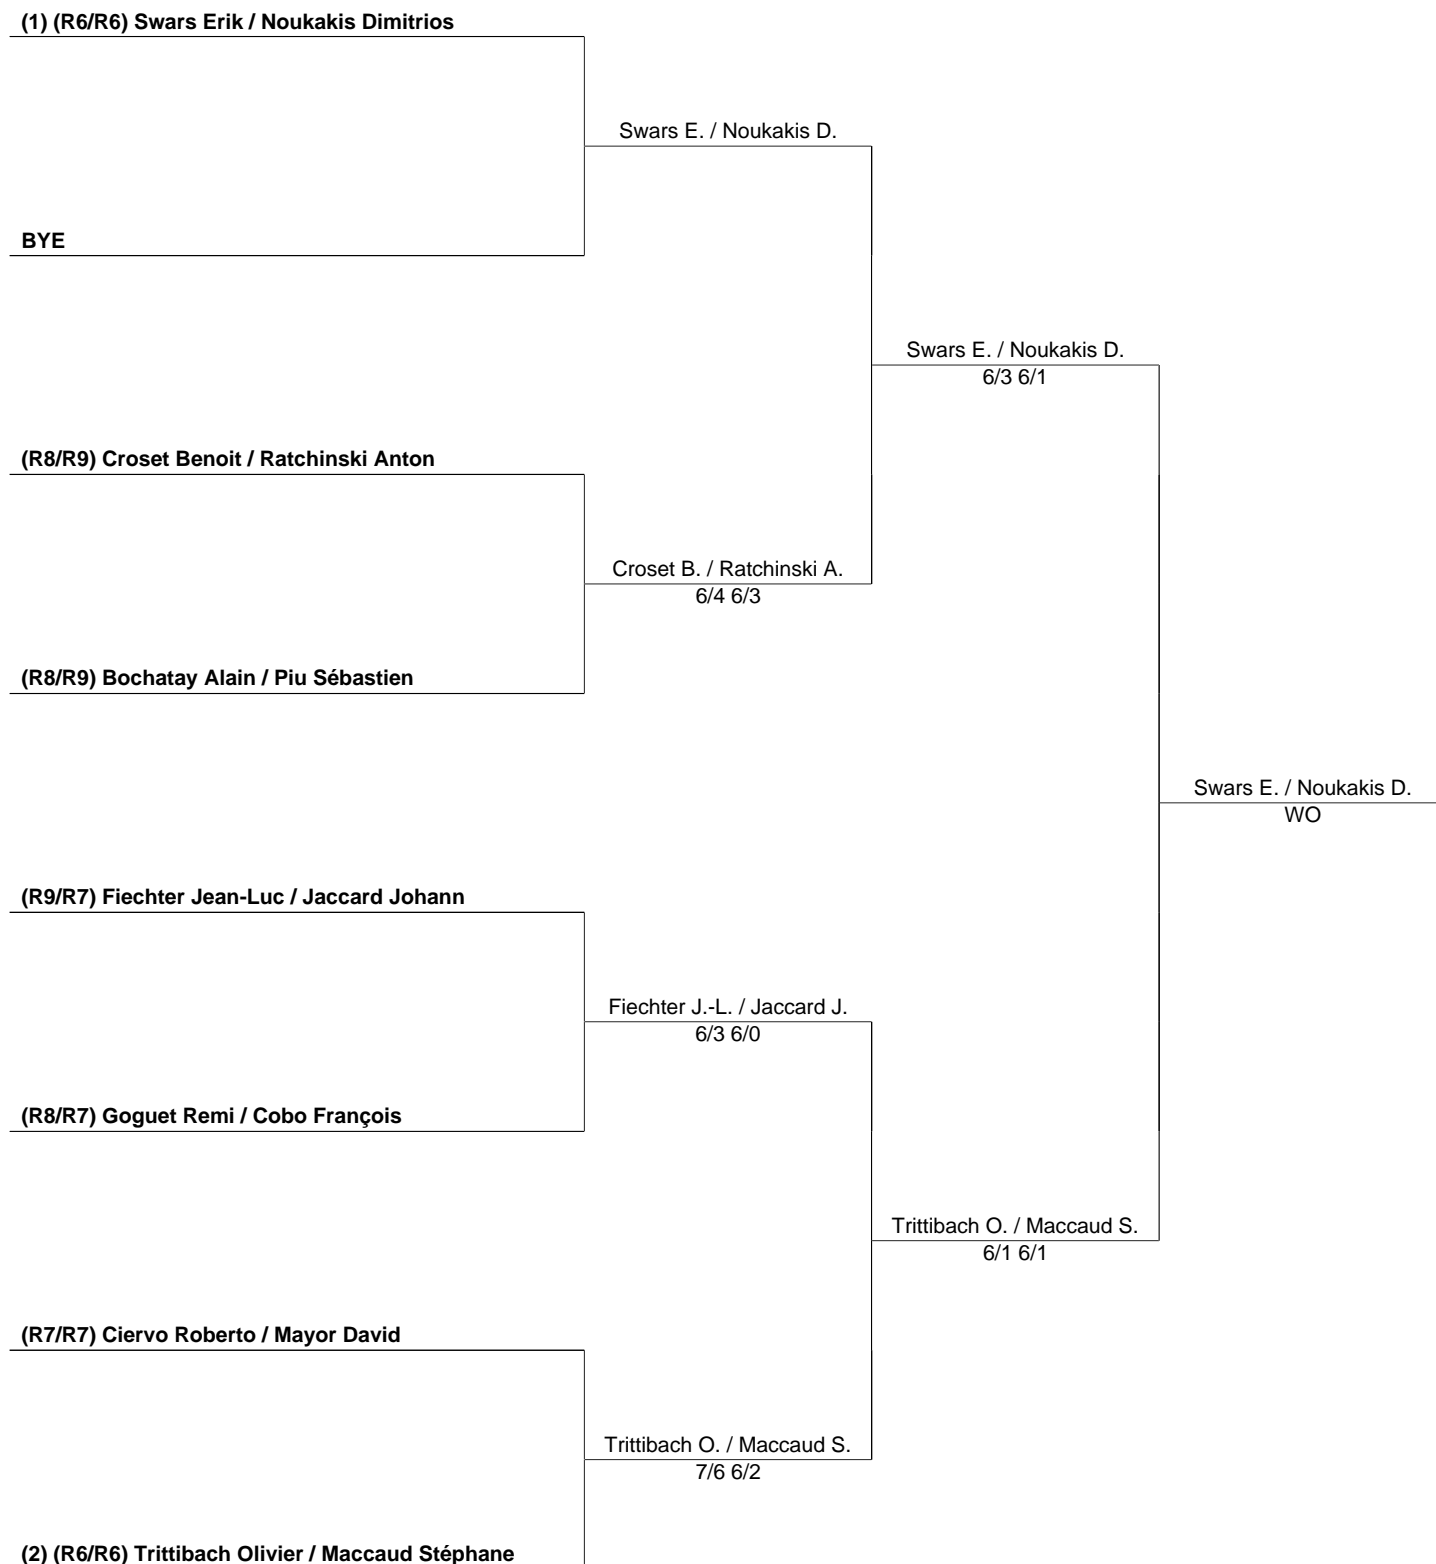 (1) (R6/R6) Swars Erik / Noukakis Dimitrios
Swars E. / Noukakis D.
BYE
Swars E. / Noukakis D.
6/3 6/1
(R8/R9) Croset Benoit / Ratchinski Anton
Croset B. / Ratchinski A.
6/4 6/3
(R8/R9) Bochatay Alain / Piu Sébastien
Swars E. / Noukakis D.
WO
(R9/R7) Fiechter Jean-Luc / Jaccard Johann
Fiechter J.-L. / Jaccard J.
6/3 6/0
(R8/R7) Goguet Remi / Cobo François
Trittibach O. / Maccaud S.
6/1 6/1
(R7/R7) Ciervo Roberto / Mayor David
Trittibach O. / Maccaud S.
7/6 6/2
(2) (R6/R6) Trittibach Olivier / Maccaud Stéphane